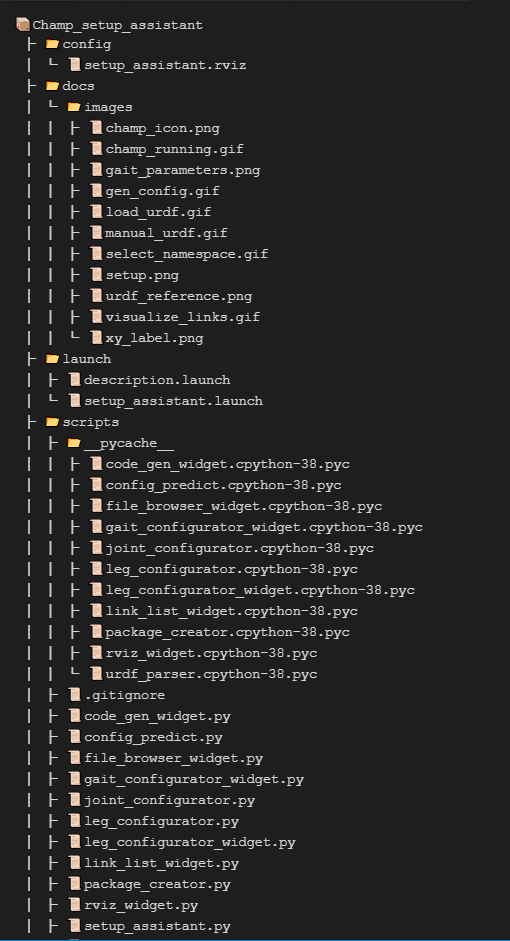 Champ_setup_assistant
config
setup_assistant.rviz
docs
images
champ_icon.png
champ_running.gif
gait_parameters.png
gen_config.gif
load_urdf.gif
manual_urdf.gif
select_namespace.gif
setup.png
urdf_reference.png
visualize_links.gif
xy_label.png
launch
description.launch
setup_assistant.launch
scripts
__pycache__
code_gen_widget.cpython-38.pyc
config_predict.cpython-38.pyc
file_browser_widget.cpython-38.pyc
gait_configurator_widget.cpython-38.pyc
joint_configurator.cpython-38.pyc
leg_configurator.cpython-38.pyc
leg_configurator_widget.cpython-38.pyc
link_list_widget.cpython-38.pyc
package_creator.cpython-38.pyc
rviz_widget.cpython-38.pyc
urdf_parser.cpython-38.pyc
.gitignore
code_gen_widget.py
config_predict.py
file_browser_widget.py
gait_configurator_widget.py
joint_configurator.py
leg_configurator.py
leg_configurator_widget.py
link_list_widget.py
package_creator.py
rviz_widget.py
setup_assistant.py